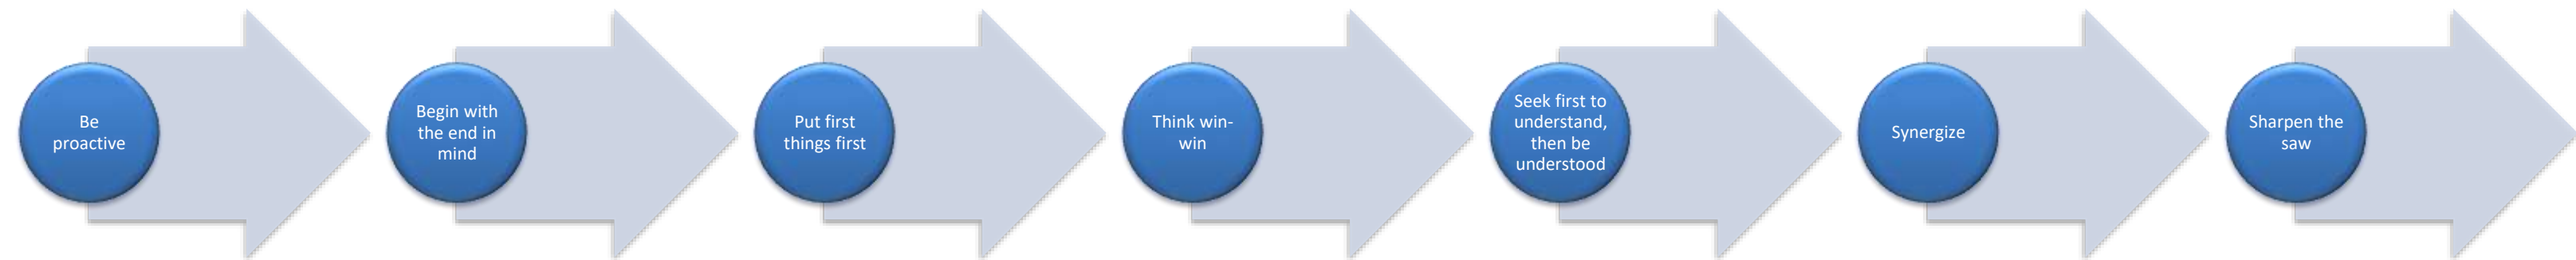 Be
proactive
Begin with
the end in
mind
Put first
things first
Think win-
win
Seek first to
understand,
then be
understood
Synergize
Sharpen the
saw